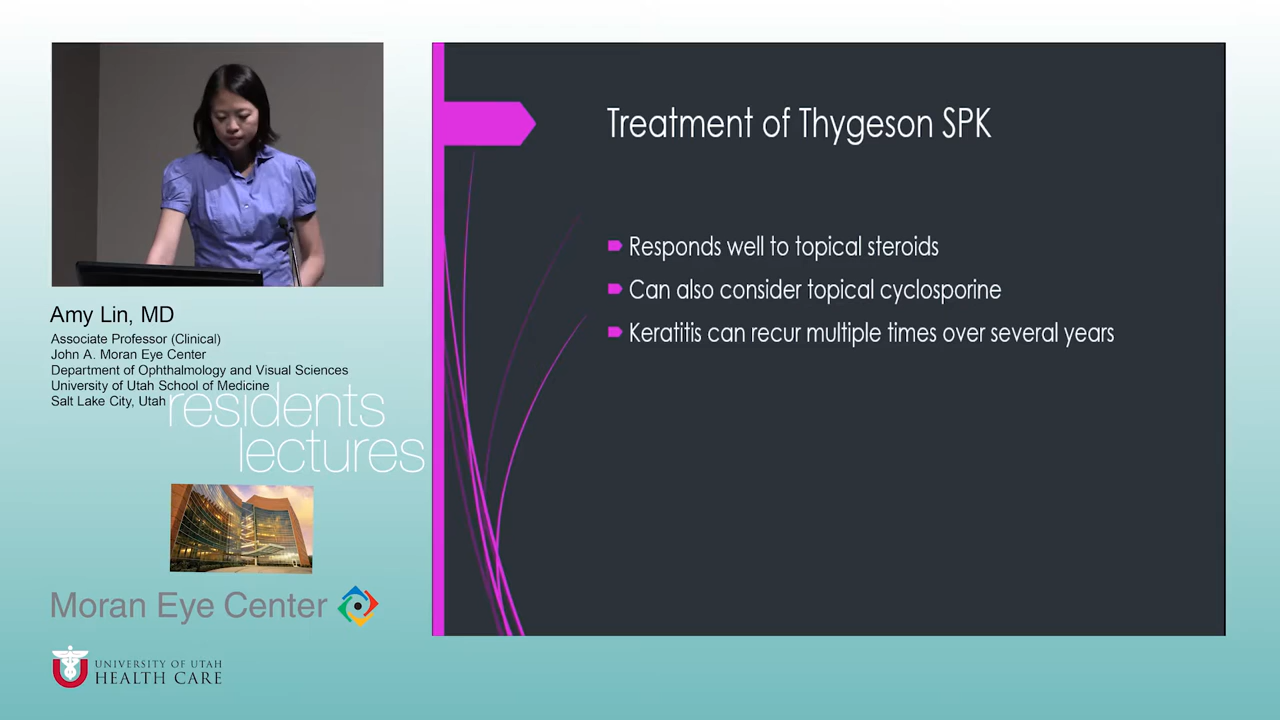 Treatment of Thygeson SPK
Responds well to topical steroids
Can also consider topical cyclosporine
Keratitis can recur multiple times over several years
Amy Lin, MD
Associate Professor (Clinical)
John A. Moran Eye Center
Department of Ophthalmology and Visual Sciences
University of Utah School of Medicine
Salt Lake City, Utah
residents
lectures
Moran Eye Center
UNIVERSITY OF UTAH
HEALTH CARE